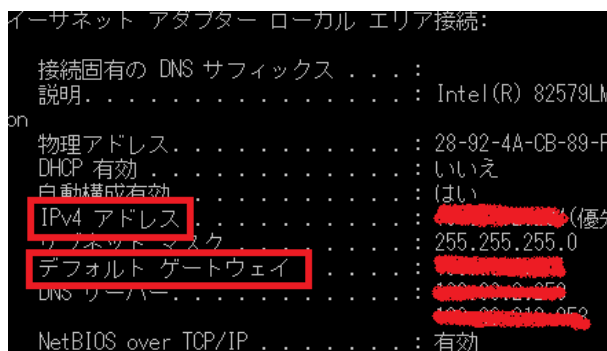 イーサネット アダプター ローカル エリア接続:
接続固有の DNS サフィックス . . . :
説明. . . . . . . . . . . . . . . : Intel(R) 82579LM
on
物理アドレス. . . . . . . . . . . : 28-92-4A-CB-89-F
DHCP 有効 . . . . . . . . . . . . : いいえ
自動構成有効. . . . . . . . . . . : はい
IPv4 アドレス . . . . . . . . . . : (優先
サブネット マスク . . . . . . . . : 255.255.255.0
デフォルト ゲートウェイ . . . . . :
DNS サーバー. . . . . . . . . . . :
NetBIOS over TCP/IP . . . . . . . : 有効